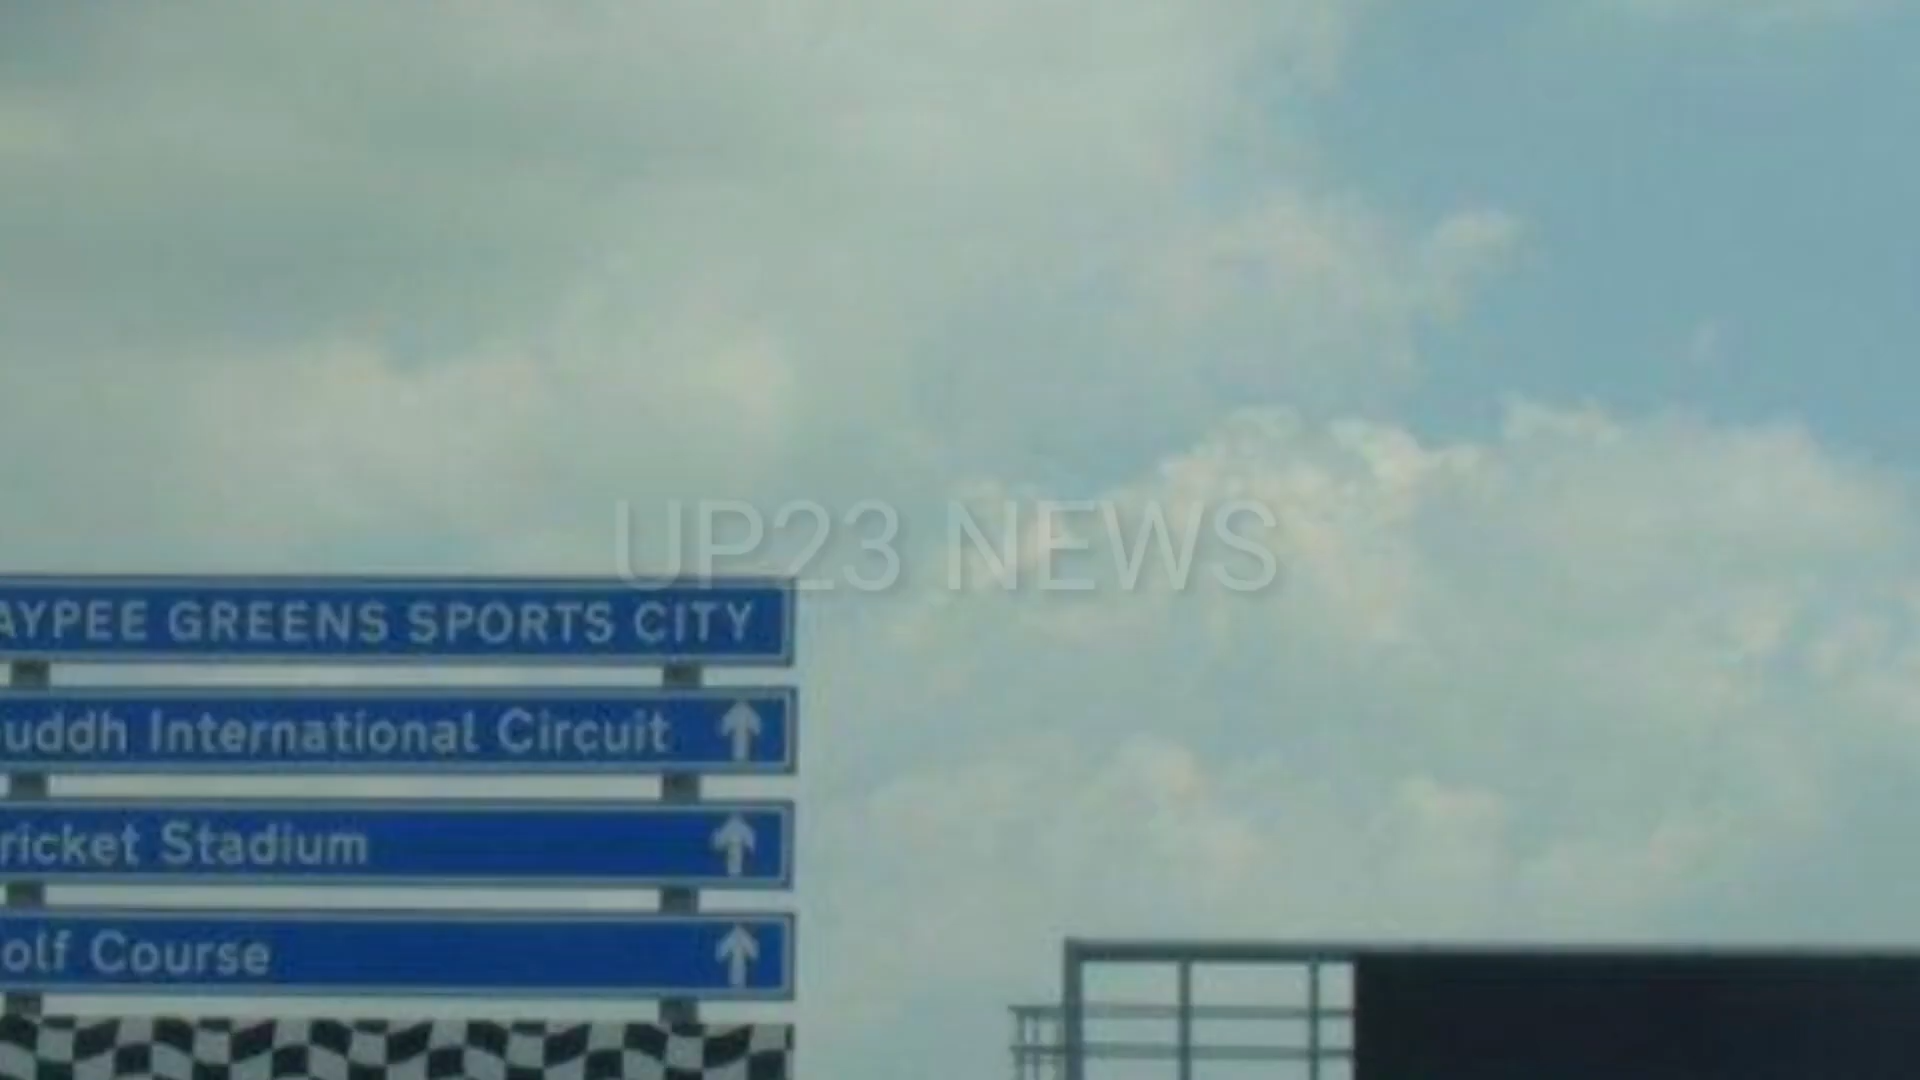 UP23 NEWS
AYPEE GREENS SPORTS CITY
uddh International Circuit
ricket Stadium
olf Course